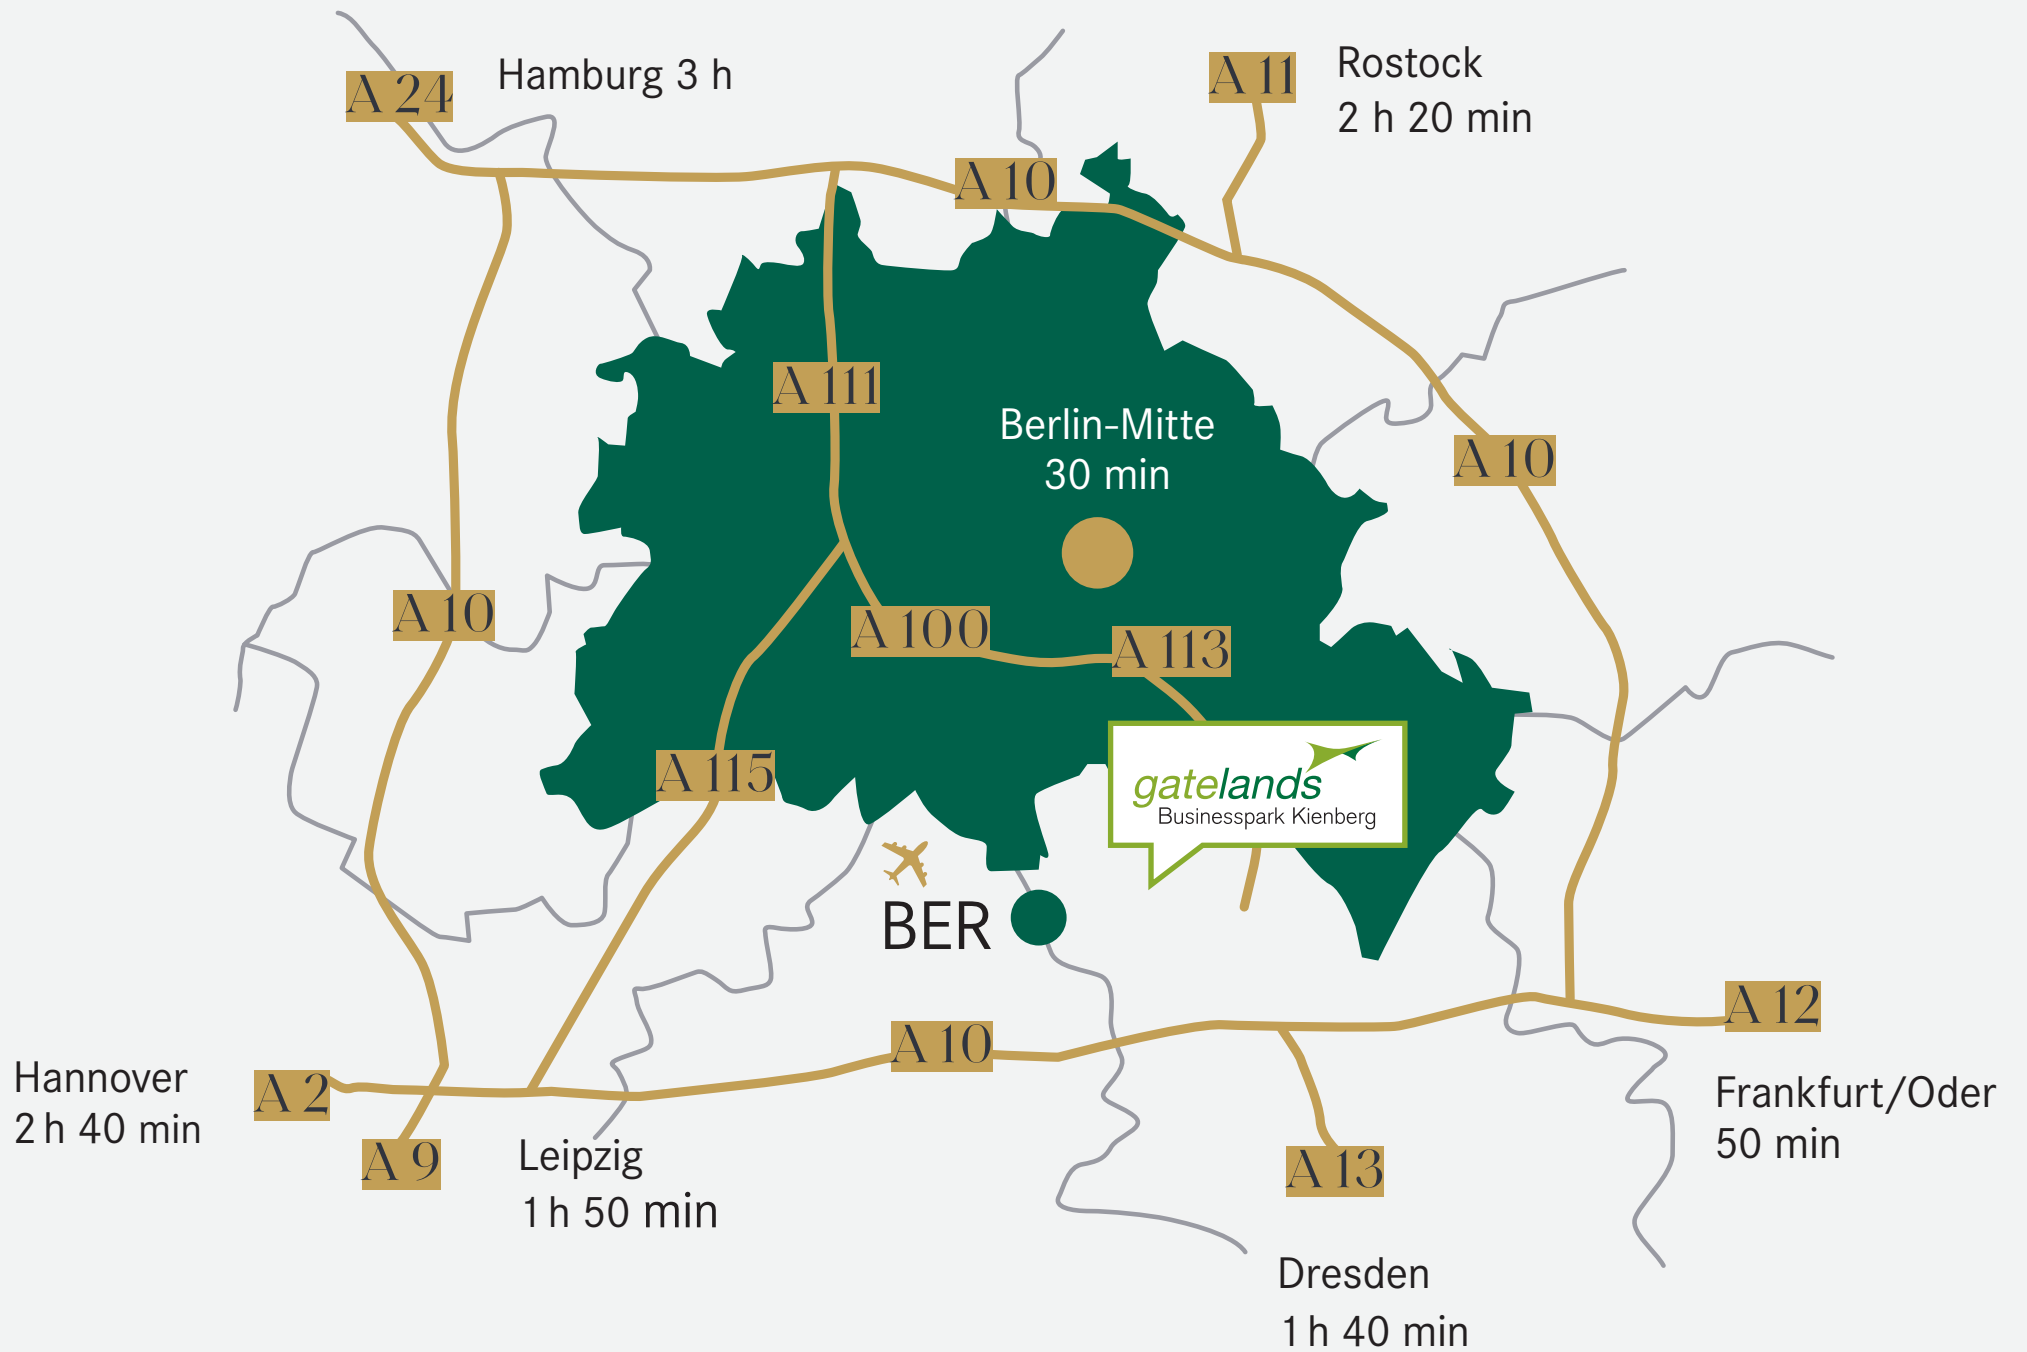 Hamburg 3 h
A 24
A 11
Rostock
2 h 20 min
A 10
A 111
Berlin-Mitte
30 min
A 10
A 10
A 100
A 113
A 115
gatelands
Businesspark Kienberg
BER
A 10
A 12
Hannover
2 h 40 min
A 2
A 9
Leipzig
1 h 50 min
A 13
Frankfurt/Oder
50 min
Dresden
1 h 40 min